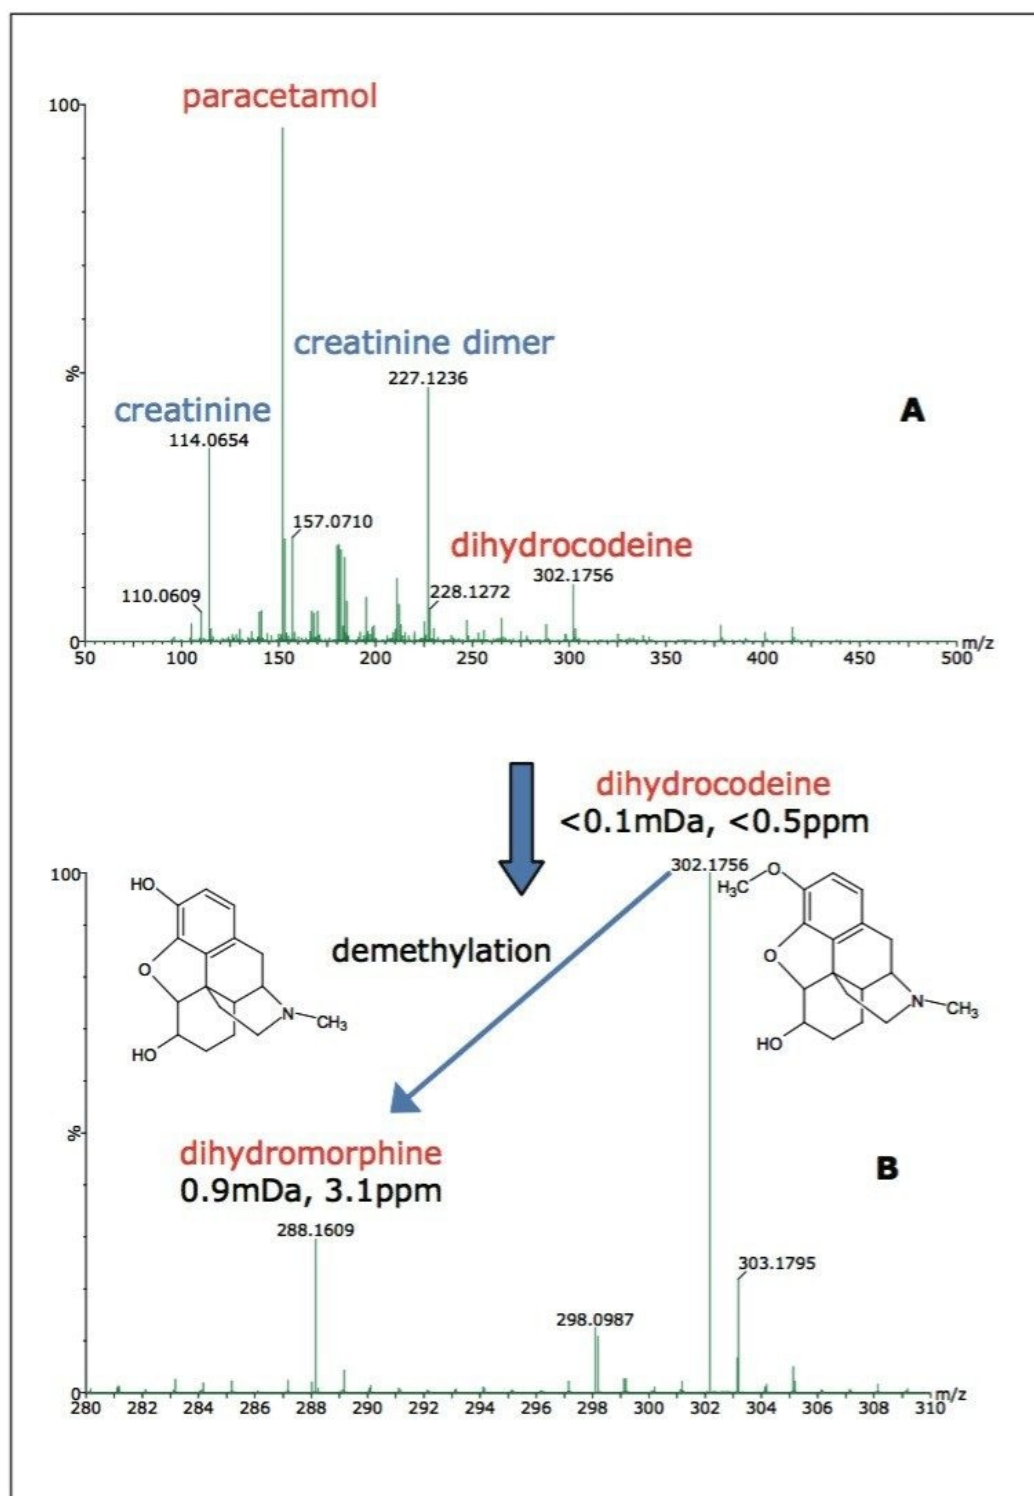 paracetamol
100
creatinine dimer
227.1236
%
creatinine
114.0654
A
157.0710
dihydrocodeine
302.1756
110.0609
228.1272
0
50 100 150 200 250 300 350 400 450 500 m/z
dihydrocodeine
<0.1mDa, <0.5ppm
302.1756
100
HO
O
H₃C
demethylation
O
O
N
CH₃
N
CH₃
HO
HO
%
dihydromorphine
0.9mDa, 3.1ppm
B
288.1609
303.1795
298.0987
0
280 282 284 286 288 290 292 294 296 298 300 302 304 306 308 310 m/z